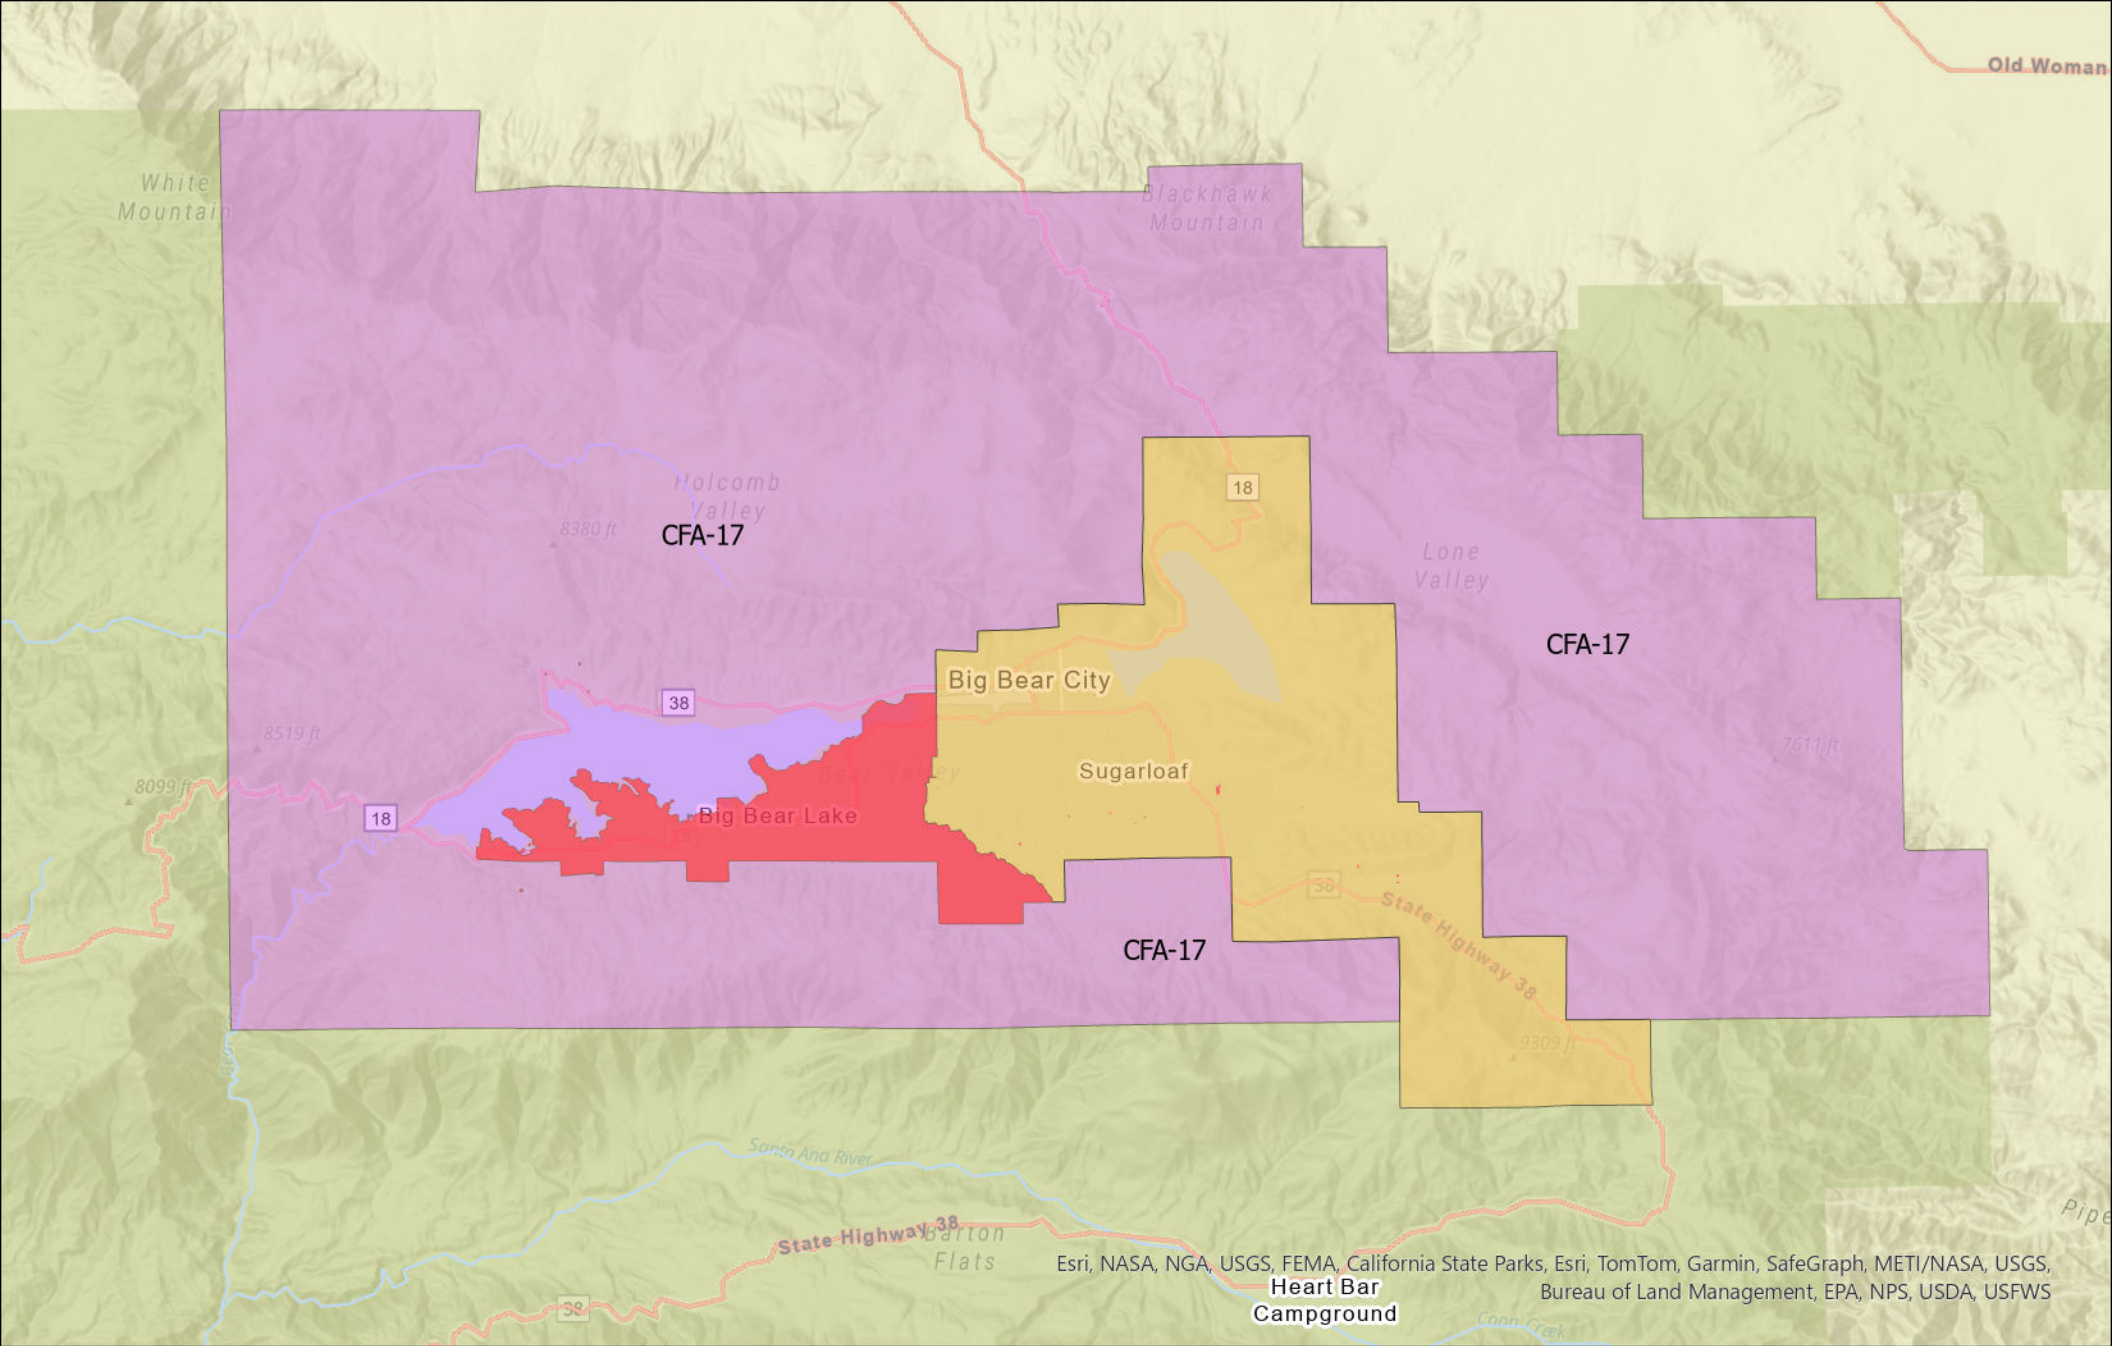 Old Woman
White
Mountain
Blackhawk
Mountain
18
Holcomb
Valley
8380 ft
CFA-17
Lone
Valley
CFA-17
Big Bear City
38
8519 ft
7611 ft
Sugarloaf
Bear Valley
8099 ft
18
Big Bear Lake
38
State Highway 38
CFA-17
9309 ft
Santa Ana River
Pipe
State Highway 38
Barton
Flats
Esri, NASA, NGA, USGS, FEMA, California State Parks, Esri, TomTom, Garmin, SafeGraph, METI/NASA, USGS,
Bureau of Land Management, EPA, NPS, USDA, USFWS
Heart Bar
Campground
38
Conn Creek